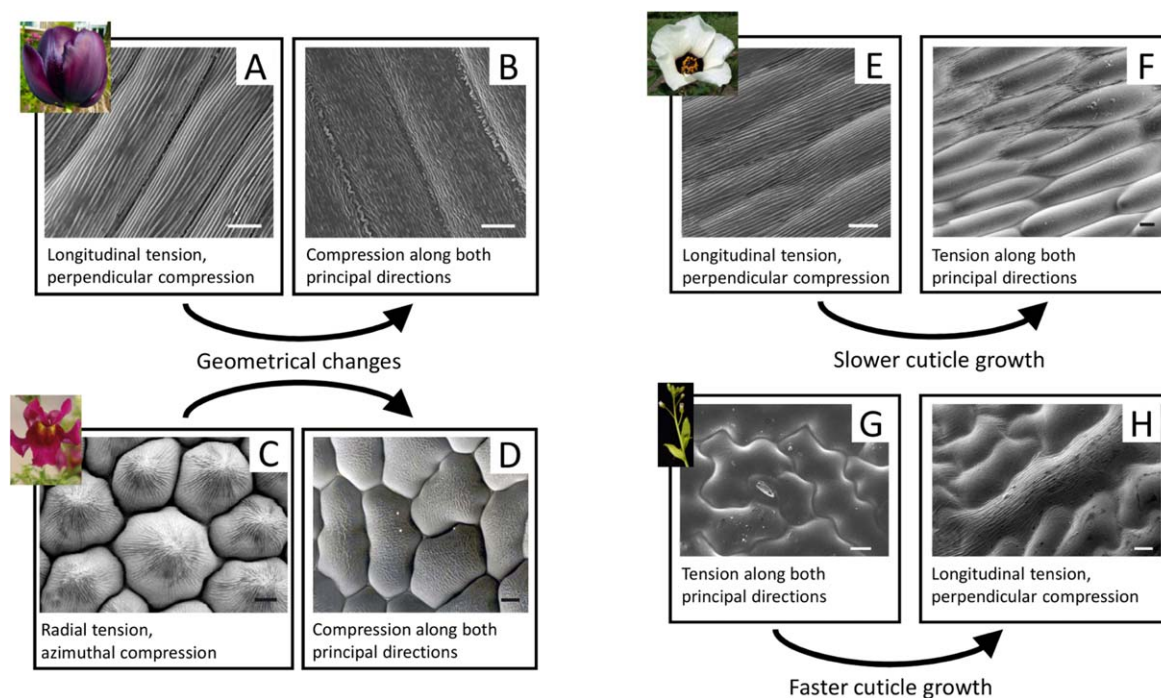 A
B
Longitudinal tension,
perpendicular compression
Compression along both
principal directions
Geometrical changes
C
D
Radial tension,
azimuthal compression
Compression along both
principal directions
E
F
Longitudinal tension,
perpendicular compression
Tension along both
principal directions
Slower cuticle growth
G
H
Tension along both
principal directions
Longitudinal tension,
perpendicular compression
Faster cuticle growth